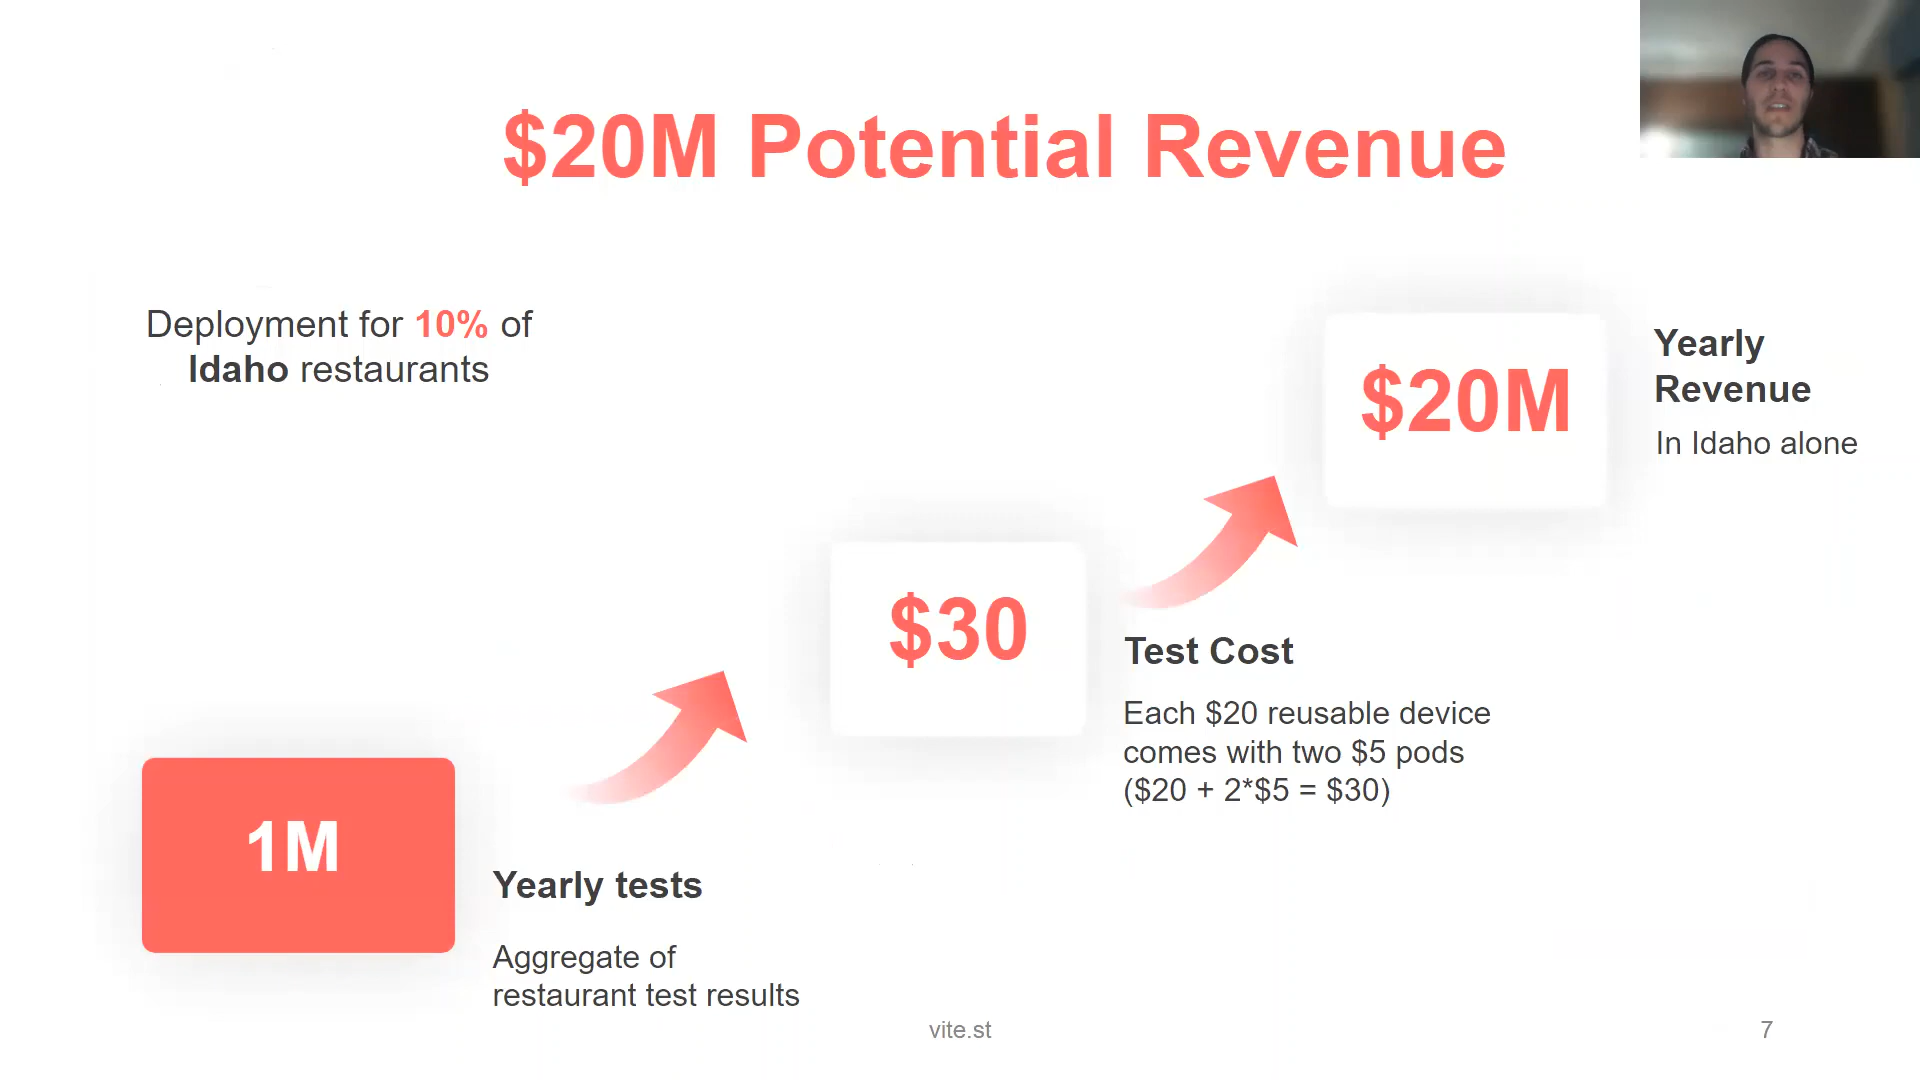 $20M Potential Revenue
Deployment for 10% of
Idaho restaurants
$20M
Yearly
Revenue
In Idaho alone
$30
Test Cost
Each $20 reusable device
comes with two $5 pods
($20 + 2*$5 = $30)
1M
Yearly tests
Aggregate of
restaurant test results
vite.st
7